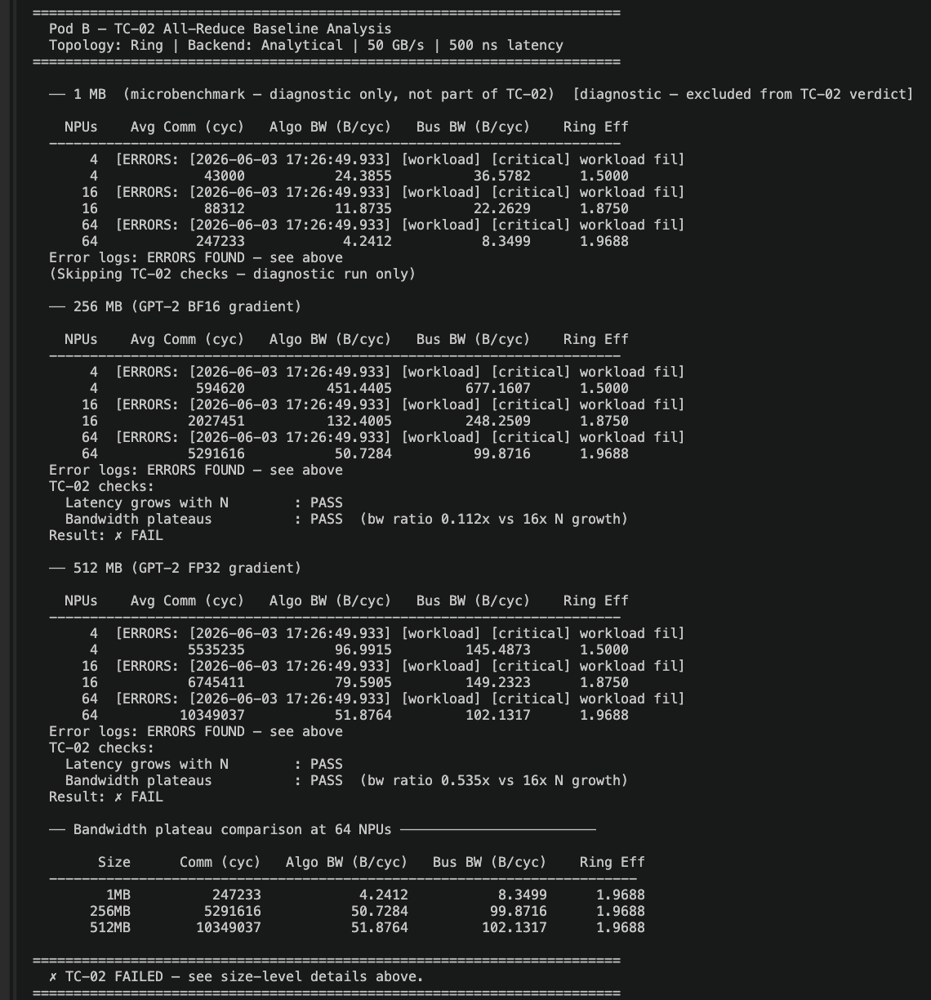 ======================================================================
Pod B — TC-02 All-Reduce Baseline Analysis
Topology: Ring | Backend: Analytical | 50 GB/s | 500 ns latency
======================================================================
── 1 MB (microbenchmark — diagnostic only, not part of TC-02) [diagnostic — excluded from TC-02 verdict]
NPUs Avg Comm (cyc) Algo BW (B/cyc) Bus BW (B/cyc) Ring Eff
──────────────────────────────────────────────────────────────────────
4 [ERRORS: [2026-06-03 17:26:49.933] [workload] [critical] workload fil]
4 43000 24.3855 36.5782 1.5000
16 [ERRORS: [2026-06-03 17:26:49.933] [workload] [critical] workload fil]
16 88312 11.8735 22.2629 1.8750
64 [ERRORS: [2026-06-03 17:26:49.933] [workload] [critical] workload fil]
64 247233 4.2412 8.3499 1.9688
Error logs: ERRORS FOUND — see above
(Skipping TC-02 checks — diagnostic run only)
── 256 MB (GPT-2 BF16 gradient)
NPUs Avg Comm (cyc) Algo BW (B/cyc) Bus BW (B/cyc) Ring Eff
──────────────────────────────────────────────────────────────────────
4 [ERRORS: [2026-06-03 17:26:49.933] [workload] [critical] workload fil]
4 594620 451.4405 677.1607 1.5000
16 [ERRORS: [2026-06-03 17:26:49.933] [workload] [critical] workload fil]
16 2027451 132.4005 248.2509 1.8750
64 [ERRORS: [2026-06-03 17:26:49.933] [workload] [critical] workload fil]
64 5291616 50.7284 99.8716 1.9688
Error logs: ERRORS FOUND — see above
TC-02 checks:
Latency grows with N : PASS
Bandwidth plateaus : PASS (bw ratio 0.112x vs 16x N growth)
Result: ✗ FAIL
── 512 MB (GPT-2 FP32 gradient)
NPUs Avg Comm (cyc) Algo BW (B/cyc) Bus BW (B/cyc) Ring Eff
──────────────────────────────────────────────────────────────────────
4 [ERRORS: [2026-06-03 17:26:49.933] [workload] [critical] workload fil]
4 5535235 96.9915 145.4873 1.5000
16 [ERRORS: [2026-06-03 17:26:49.933] [workload] [critical] workload fil]
16 6745411 79.5905 149.2323 1.8750
64 [ERRORS: [2026-06-03 17:26:49.933] [workload] [critical] workload fil]
64 10349037 51.8764 102.1317 1.9688
Error logs: ERRORS FOUND — see above
TC-02 checks:
Latency grows with N : PASS
Bandwidth plateaus : PASS (bw ratio 0.535x vs 16x N growth)
Result: ✗ FAIL
── Bandwidth plateau comparison at 64 NPUs ────────────────────────
Size Comm (cyc) Algo BW (B/cyc) Bus BW (B/cyc) Ring Eff
────────────────────────────────────────────────────────────────────────
1MB 247233 4.2412 8.3499 1.9688
256MB 5291616 50.7284 99.8716 1.9688
512MB 10349037 51.8764 102.1317 1.9688
======================================================================
✗ TC-02 FAILED — see size-level details above.
======================================================================